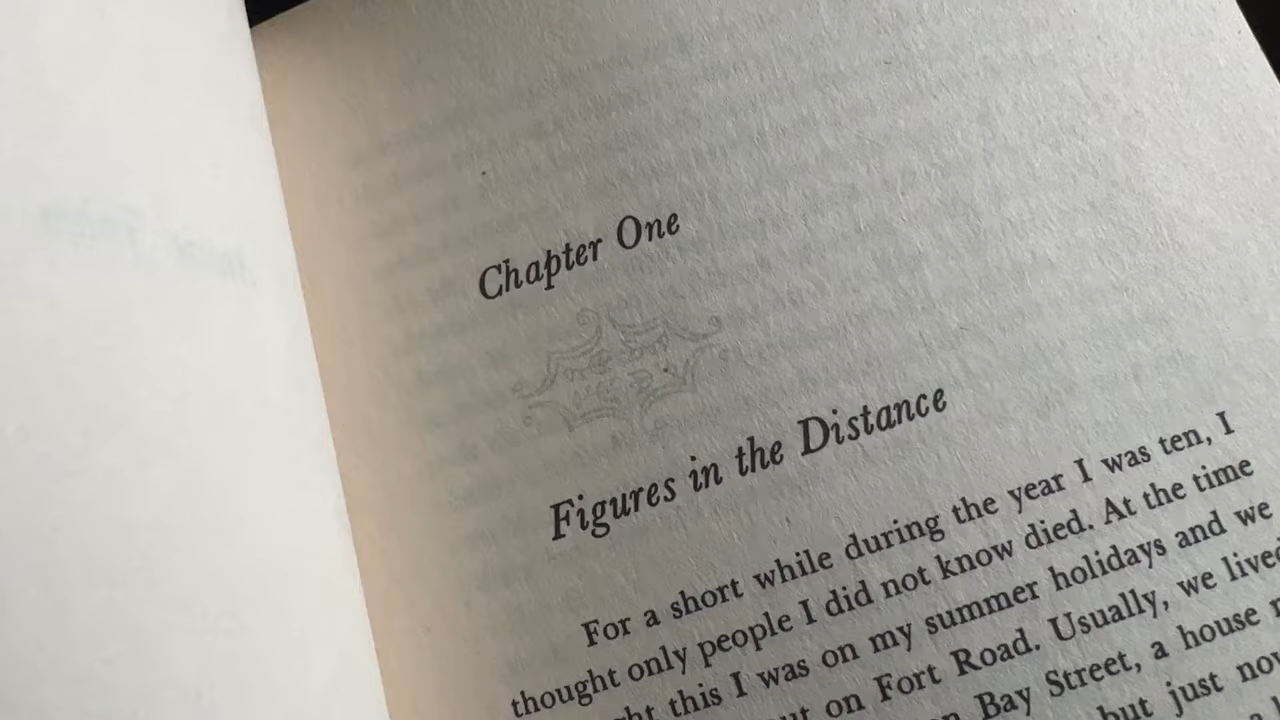 Chapter One
Figures in the Distance
For a short while during the year I was ten, I
thought only people I did not know died. At the time
this I was on my summer holidays and we
on Fort Road. Usually, we lived
Bay Street, a house
but just now